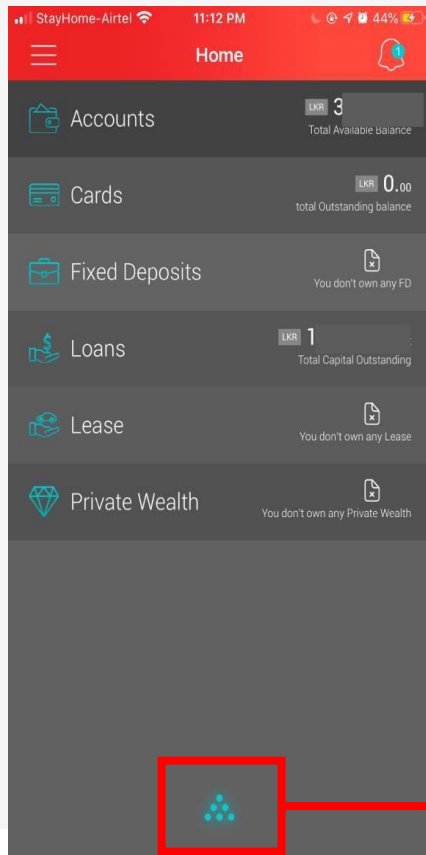 StayHome-Airtel 11:12 PM 44%
Home
1
Accounts
LKR 3
Total Available Balance
Cards
LKR 0.00
total Outstanding balance
Fixed Deposits
You don't own any FD
Loans
LKR 1
Total Capital Outstanding
Lease
You don't own any Lease
Private Wealth
You don't own any Private Wealth